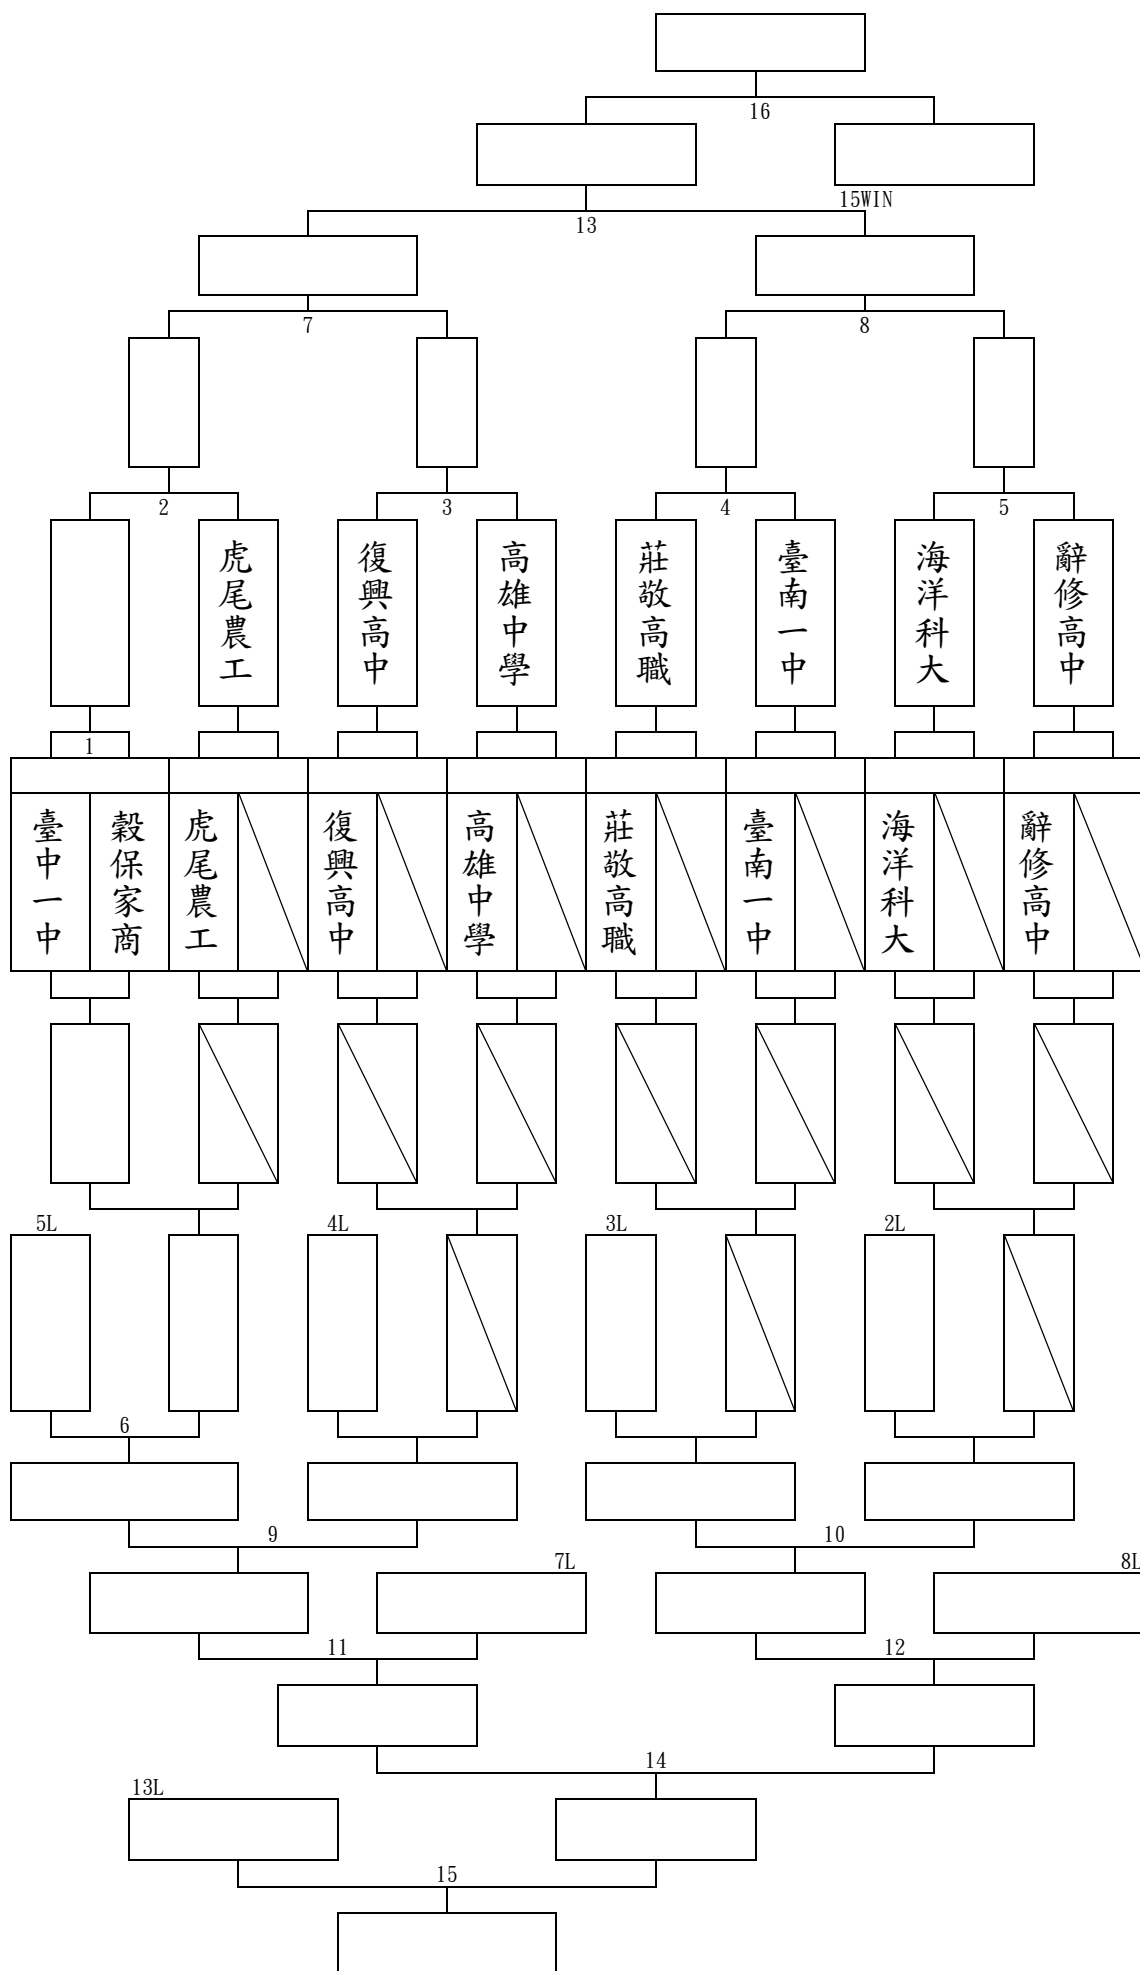 16
15WIN
13
7
8
2
3
4
5
虎尾農工
復興高中
高雄中學
莊敬高職
臺南一中
海洋科大
辭修高中
1
臺中一中
穀保家商
虎尾農工
復興高中
高雄中學
莊敬高職
臺南一中
海洋科大
辭修高中
5L
4L
3L
2L
6
9
10
7L
8L
11
12
14
13L
15